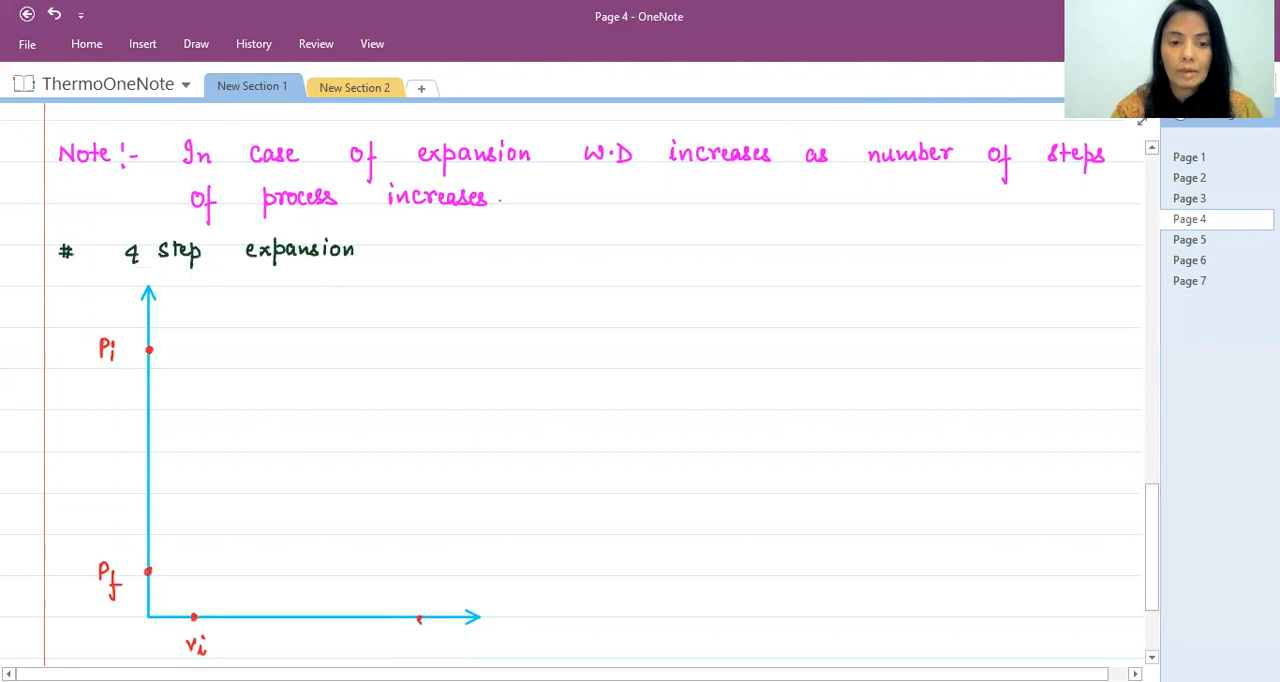 Page 4 - OneNote
File Home Insert Draw History Review View
ThermoOneNote New Section 1 New Section 2 +
Note:- In case of expansion W.D increases as number of steps
of process increases.
# 4 step expansion
Pi
Pf
Vi
Page 1
Page 2
Page 3
Page 4
Page 5
Page 6
Page 7